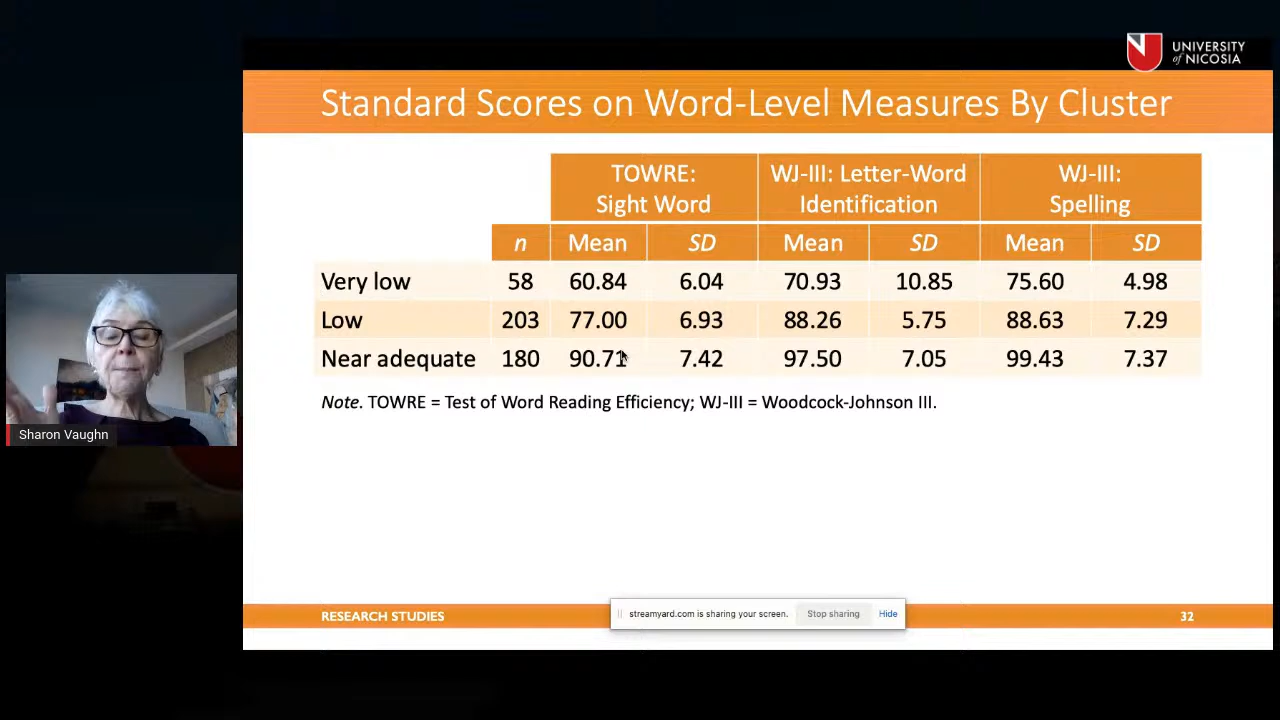 UNIVERSITY
of NICOSIA
Standard Scores on Word-Level Measures By Cluster
TOWRE: Sight Word WJ-III: Letter-Word Identification WJ-III: Spelling
n Mean SD Mean SD Mean SD
Very low 58 60.84 6.04 70.93 10.85 75.60 4.98
Low 203 77.00 6.93 88.26 5.75 88.63 7.29
Near adequate 180 90.71 7.42 97.50 7.05 99.43 7.37
Note. TOWRE = Test of Word Reading Efficiency; WJ-III = Woodcock-Johnson III.
Sharon Vaughn
RESEARCH STUDIES
streamyard.com is sharing your screen. Stop sharing Hide
32